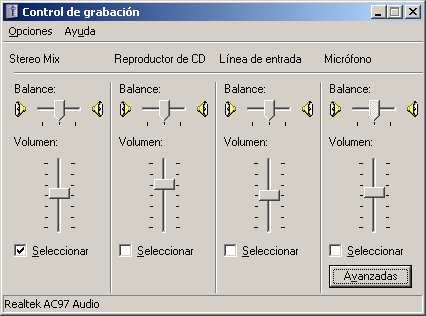 Control de grabación
Opciones Ayuda
Stereo Mix Reproductor de CD Línea de entrada Micrófono
Balance: Balance: Balance: Balance:
Volumen: Volumen: Volumen: Volumen:
Seleccionar Seleccionar Seleccionar Seleccionar
Avanzadas
Realtek AC97 Audio